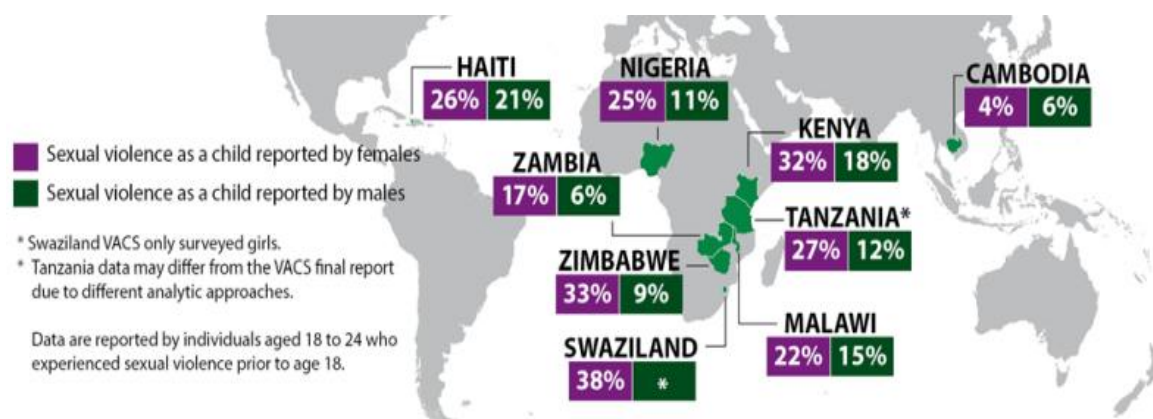 HAITI
26% 21%
NIGERIA
25% 11%
CAMBODIA
4% 6%
KENYA
32% 18%
ZAMBIA
17% 6%
TANZANIA*
27% 12%
ZIMBABWE
33% 9%
MALAWI
22% 15%
SWAZILAND
38% *
Sexual violence as a child reported by females
Sexual violence as a child reported by males
* Swaziland VACS only surveyed girls.
* Tanzania data may differ from the VACS final report
due to different analytic approaches.
Data are reported by individuals aged 18 to 24 who
experienced sexual violence prior to age 18.